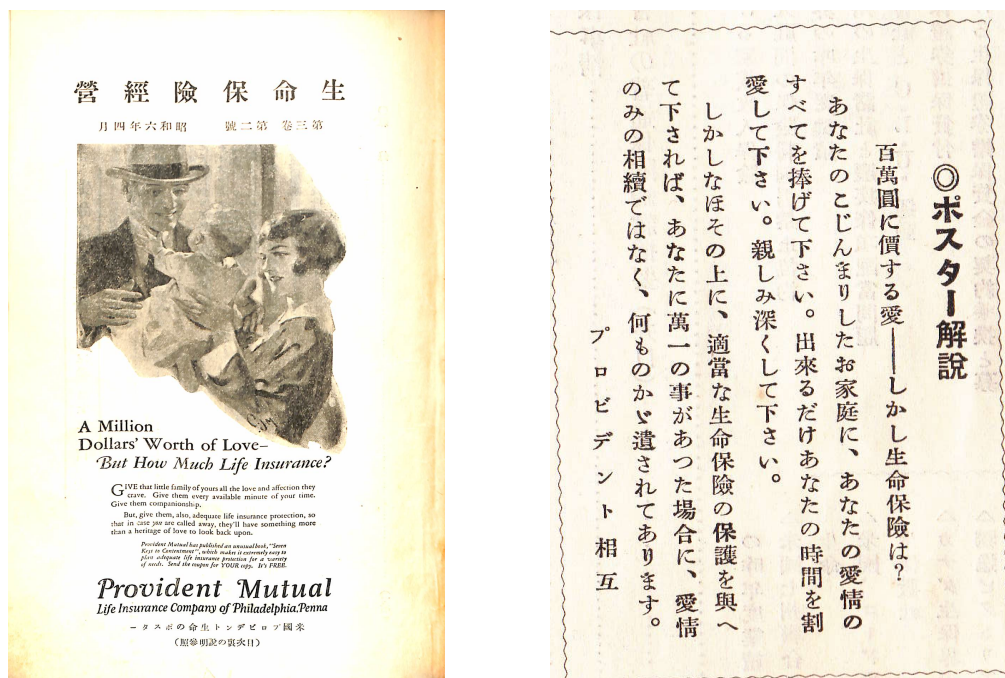 生命保險經營
第三卷 第二號 昭和六年四月
A Million
Dollars' Worth of Love—
But How Much Life Insurance?
GIVE that little family of yours all the love and affection they
crave. Give them every available minute of your time.
Give them companionship.
But, give them, also, adequate life insurance protection, so
that in case you are called away, they'll have something more
than a heritage of love to look back upon.
Provident Mutual has published an unusual book, "Seven
Keys to Contentment", which makes it extremely easy to
plan adequate life insurance protection for a variety
of needs. Send the coupon for YOUR copy. It's FREE.
Provident Mutual
Life Insurance Company of Philadelphia, Penna
米國プロビデント生命のポスター
(目次裏の說明參照)
◎ポスター解說
百萬圓に價する愛――しかし生命保險は？
あなたのこじんまりしたお家庭に、あなたの愛情の
すべてを捧げて下さい。出來るだけあなたの時間を割
愛して下さい。親しみ深くして下さい。
しかしなほその上に、適當な生命保險の保護を與へ
て下されば、あなたに萬一の事があつた場合に、愛情
のみの相續ではなく、何ものかゞ遺されてあります。
プロビデント相互